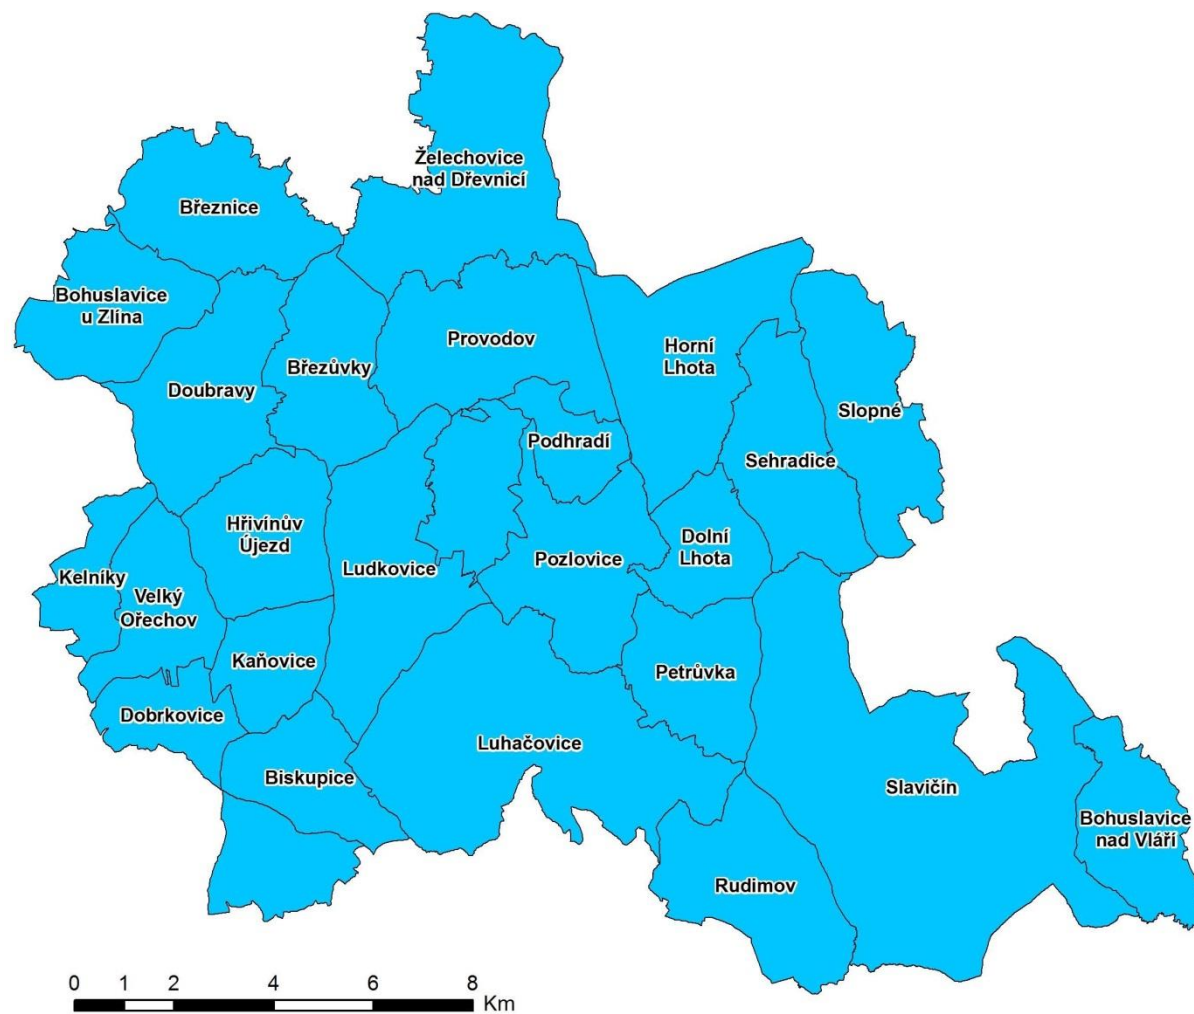 Želechovice
nad Dřevnicí
Březnice
Bohuslavice
u Zlína
Provodov
Horní
Lhota
Březůvky
Doubravy
Slopné
Podhradí
Sehradice
Hřivínův
Újezd
Dolní
Lhota
Pozlovice
Ludkovice
Kelníky
Velký
Ořechov
Kaňovice
Petrůvka
Dobrkovice
Luhačovice
Biskupice
Slavičín
Bohuslavice
nad Vláří
Rudimov
0 1 2 4 6 8
Km